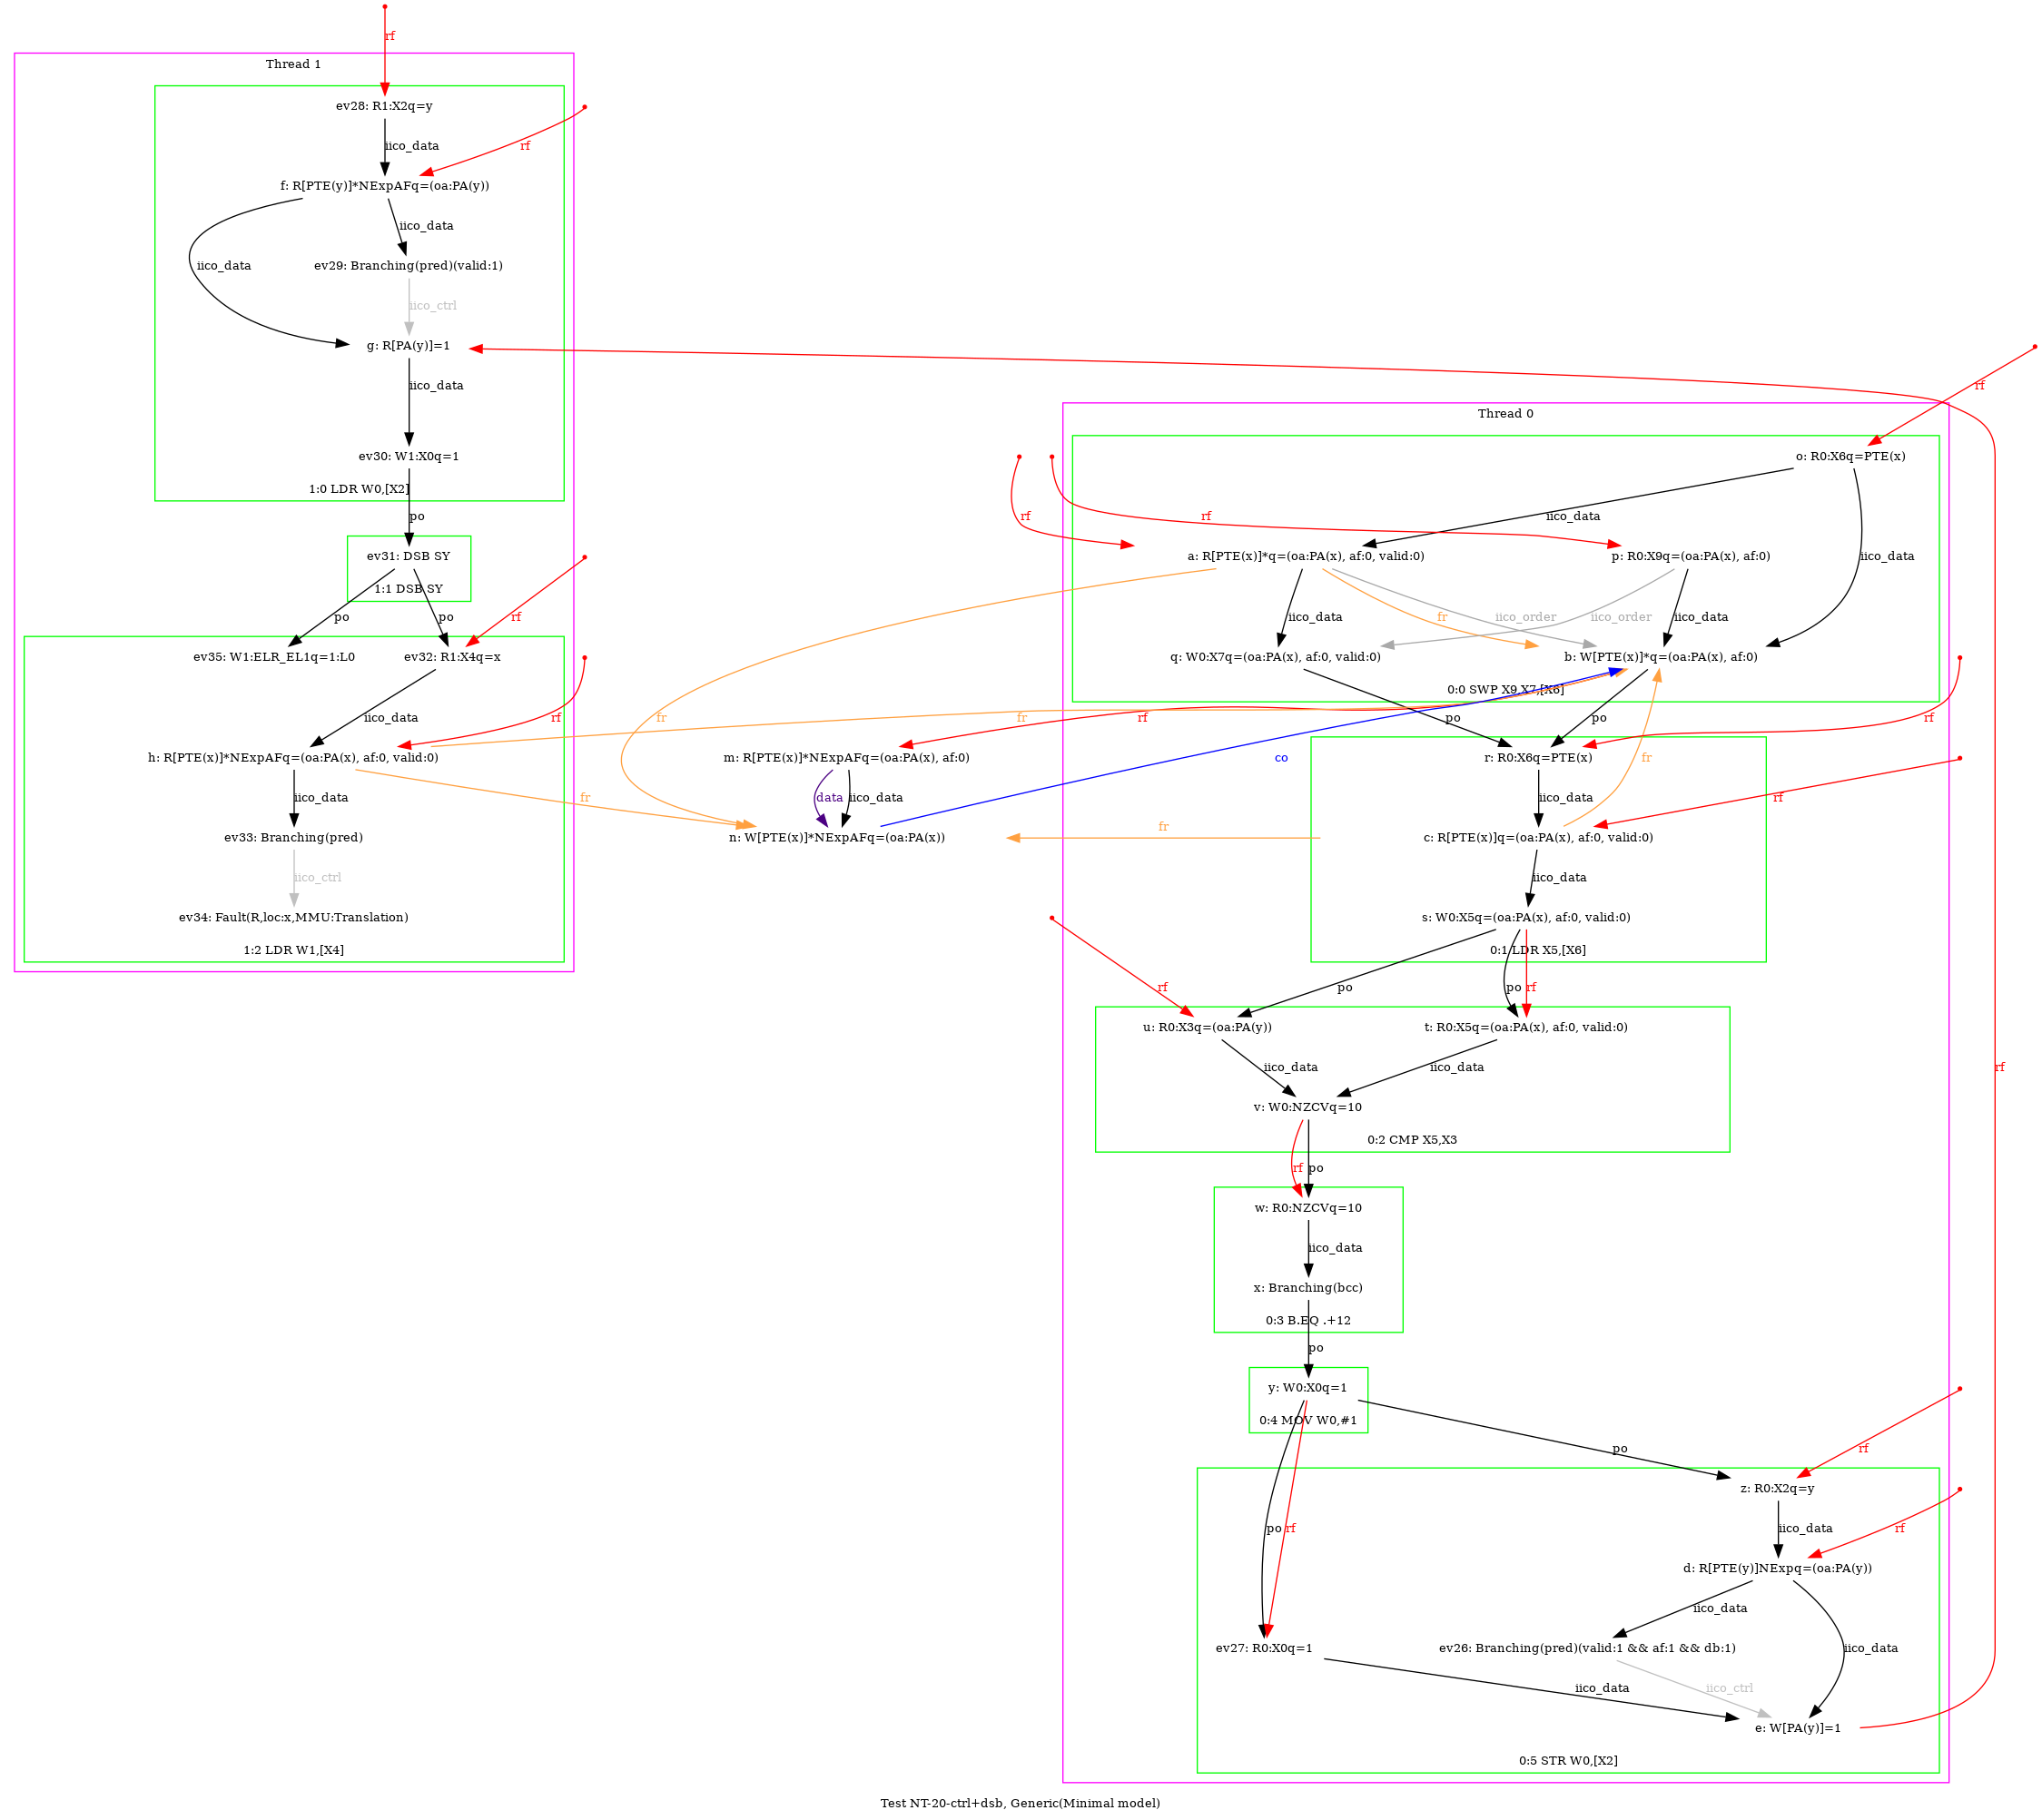 rf
Thread 1
ev28: R1:X2q=y
iico_data
rf
f: R[PTE(y)]*NExpAFq=(oa:PA(y))
iico_data
iico_data
ev29: Branching(pred)(valid:1)
iico_ctrl
g: R[PA(y)]=1
iico_data
ev30: W1:X0q=1
1:0 LDR W0,[X2]
po
ev31: DSB SY
1:1 DSB SY
po
po
rf
ev35: W1:ELR_EL1q=1:L0
ev32: R1:X4q=x
iico_data
rf
h: R[PTE(x)]*NExpAFq=(oa:PA(x), af:0, valid:0)
iico_data
ev33: Branching(pred)
iico_ctrl
ev34: Fault(R,loc:x,MMU:Translation)
1:2 LDR W1,[X4]
fr
fr
fr
rf
m: R[PTE(x)]*NExpAFq=(oa:PA(x), af:0)
data
iico_data
n: W[PTE(x)]*NExpAFq=(oa:PA(x))
co
fr
Thread 0
rf
o: R0:X6q=PTE(x)
rf
rf
iico_data
iico_data
a: R[PTE(x)]*q=(oa:PA(x), af:0, valid:0)
p: R0:X9q=(oa:PA(x), af:0)
iico_data
fr
iico_order
iico_order
iico_data
q: W0:X7q=(oa:PA(x), af:0, valid:0)
b: W[PTE(x)]*q=(oa:PA(x), af:0)
0:0 SWP X9,X7,[X6]
po
po
rf
r: R0:X6q=PTE(x)
fr
iico_data
rf
c: R[PTE(x)]q=(oa:PA(x), af:0, valid:0)
iico_data
s: W0:X5q=(oa:PA(x), af:0, valid:0)
0:1 LDR X5,[X6]
rf
po
po
rf
u: R0:X3q=(oa:PA(y))
t: R0:X5q=(oa:PA(x), af:0, valid:0)
iico_data
iico_data
v: W0:NZCVq=10
0:2 CMP X5,X3
rf
po
w: R0:NZCVq=10
iico_data
x: Branching(bcc)
0:3 B.EQ .+12
po
y: W0:X0q=1
0:4 MOV W0,#1
po
rf
z: R0:X2q=y
po
rf
iico_data
rf
d: R[PTE(y)]NExpq=(oa:PA(y))
iico_data
iico_data
ev27: R0:X0q=1
ev26: Branching(pred)(valid:1 && af:1 && db:1)
iico_data
iico_ctrl
e: W[PA(y)]=1
0:5 STR W0,[X2]
rf
Test NT-20-ctrl+dsb, Generic(Minimal model)